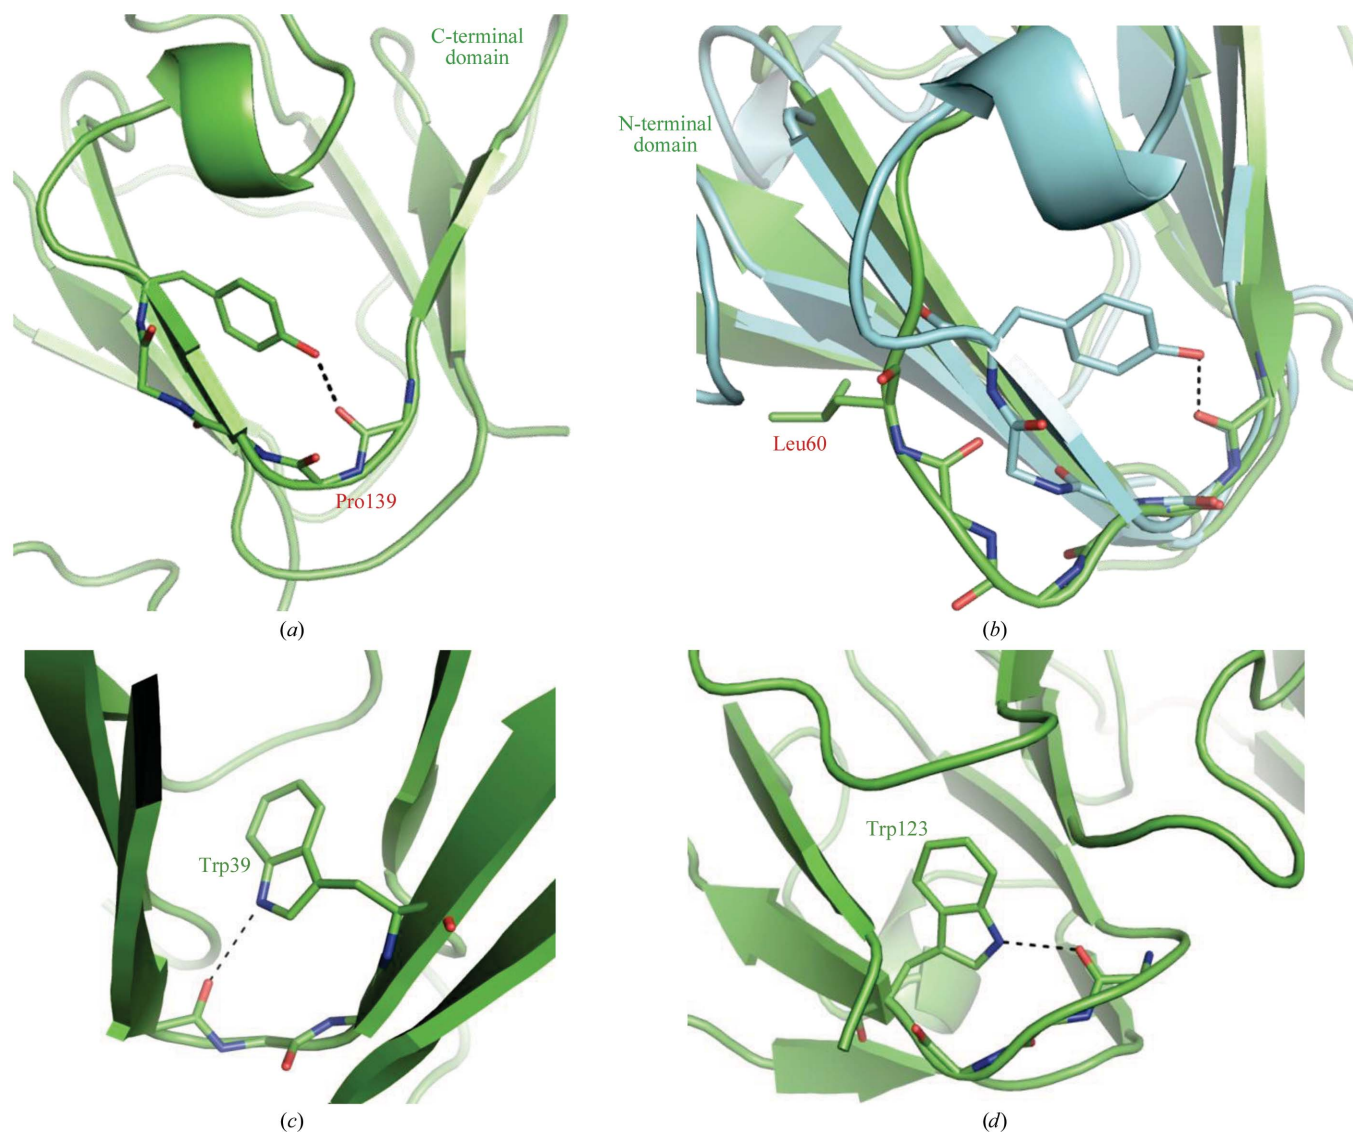 C-terminal
domain
Pro139
(a)
N-terminal
domain
Leu60
(b)
Trp39
(c)
Trp123
(d)